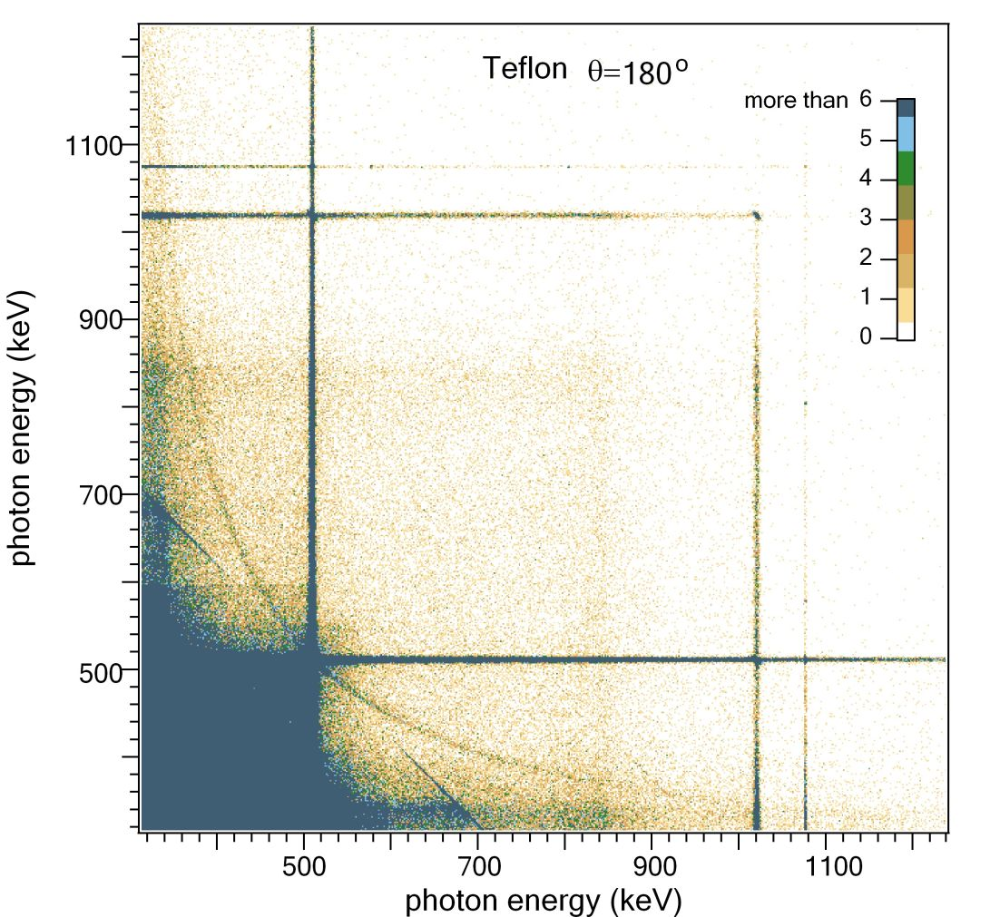 Teflon θ=180°
more than 6
5
4
3
2
1
0
1100
900
700
500
photon energy (keV)
500 700 900 1100
photon energy (keV)